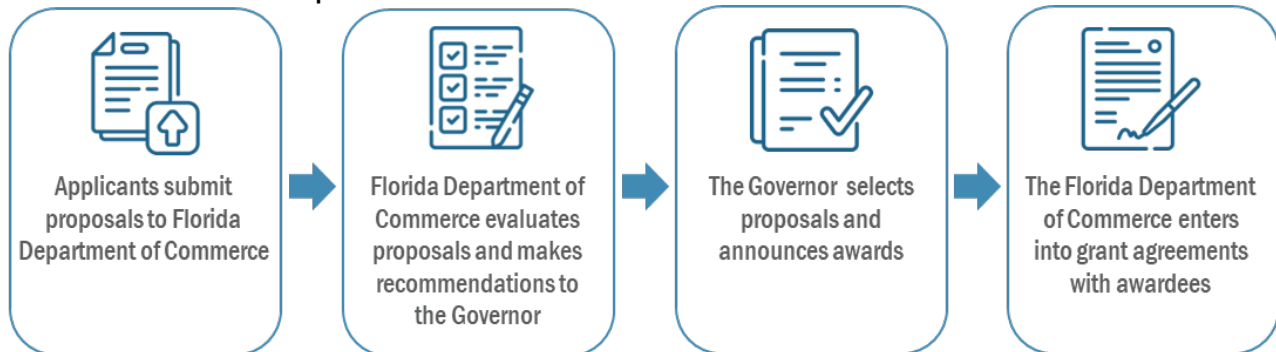 Applicants submit
proposals to Florida
Department of Commerce
Florida Department of
Commerce evaluates
proposals and makes
recommendations to
the Governor
The Governor selects
proposals and
announces awards
The Florida Department
of Commerce enters
into grant agreements
with awardees